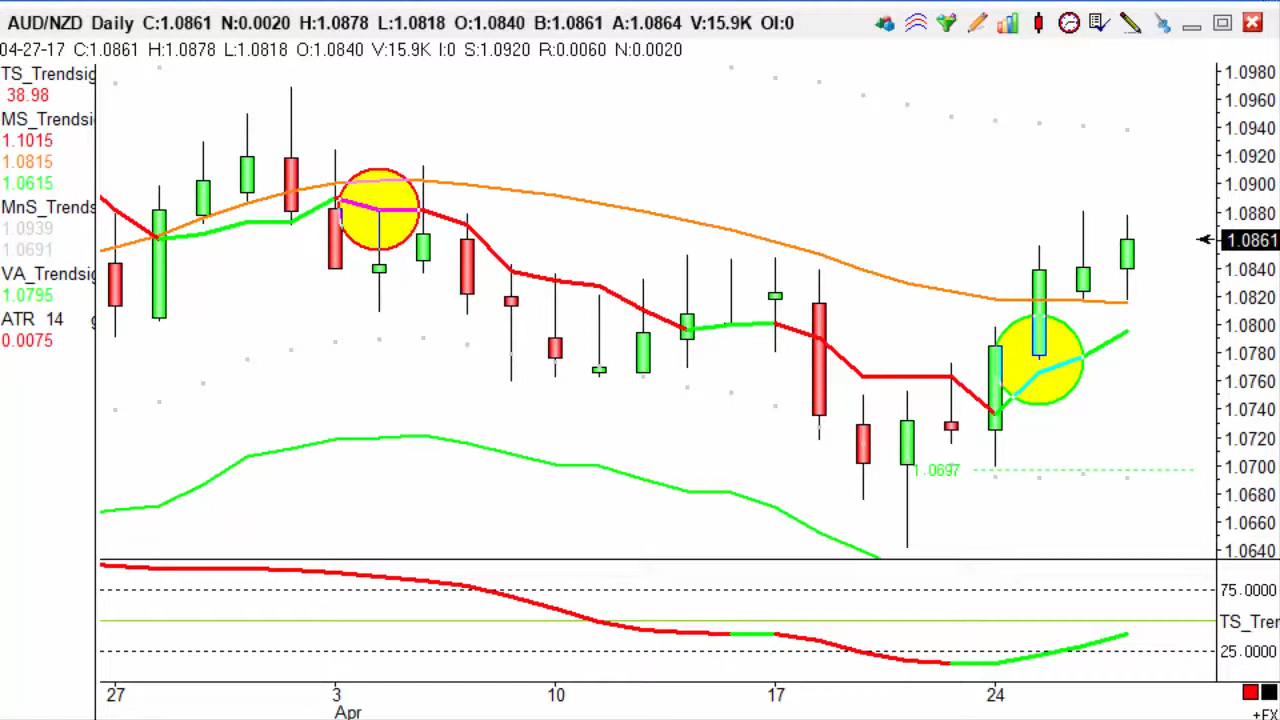 AUD/NZD Daily C:1.0861 N:0.0020 H:1.0878 L:1.0818 O:1.0840 B:1.0861 A:1.0864 V:15.9K OI:0
04-27-17 C:1.0861 H:1.0878 L:1.0818 O:1.0840 V:15.9K I:0 S:1.0920 R:0.0060 N:0.0020
TS_Trendsig
38.98
MS_Trendsi
1.1015
1.0815
1.0615
MnS_Trends
1.0939
1.0691
VA_Trendsig
1.0795
ATR 14
0.0075
1.0980
1.0960
1.0940
1.0920
1.0900
1.0880
1.0861
1.0840
1.0820
1.0800
1.0780
1.0760
1.0740
1.0720
1.0700
1.0680
1.0660
1.0640
1.0697
75.0000
TS_Tren
25.0000
27 3 10 17 24
Apr
+FX